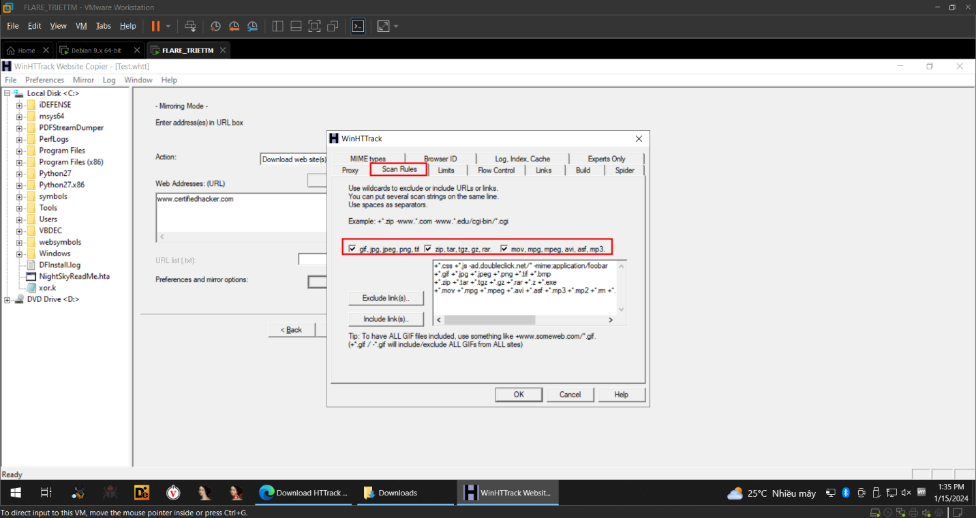 FLARE_TRIETTM - VMware Workstation
File Edit View VM Tabs Help
Home Debian 9.x 64-bit FLARE_TRIETTM
WinHTTrack Website Copier - [Test.whtt]
File Preferences Mirror Log Window Help
Local Disk <C:>
iDEFENSE
msys64
PDFStreamDumper
PerfLogs
Program Files
Program Files (x86)
Python27
Python27.x86
symbols
Tools
Users
VBDEC
websymbols
Windows
DFInstall.log
NightSkyReadMe.hta
xor.k
DVD Drive <D:>
- Mirroring Mode -
Enter address(es) in URL box
Action:
Download web site(s)
Web Addresses: (URL)
www.certifiedhacker.com
URL list (.txt)
Preferences and mirror options:
< Back
WinHTTrack
MIME types Browser ID Log, Index, Cache Experts Only
Proxy Scan Rules Limits Flow Control Links Build Spider
Use wildcards to exclude or include URLs or links.
You can put several scan strings on the same line.
Use spaces as separators.
Example: +*.zip -www.*.com -www.*.edu/cgi-bin/*.cgi
gif, jpg, jpeg, png, tif zip, tar, tgz, gz, rar. mov, mpg, mpeg, avi, asf, mp3.
+*.css +*.js -ad.doubleclick.net/* -mime:application/foobar
+*.gif +*.jpg +*.jpeg +*.png +*.tif +*.bmp
+*.zip +*.tar +*.tgz +*.gz +*.rar +*.z +*.exe
+*.mov +*.mpg +*.mpeg +*.avi +*.asf +*.mp3 +*.mp2 +*.rm +*.
Exclude link(s)..
Include link(s)..
Tip: To have ALL GIF files included, use something like +www.someweb.com/*.gif.
(+*.gif / -*.gif will include/exclude ALL GIFs from ALL sites)
OK Cancel Help
Ready
Download HTTrack ... Downloads WinHTTrack Websit...
25°C Nhiều mây
1:35 PM
1/15/2024
To direct input to this VM, move the mouse pointer inside or press Ctrl+G.